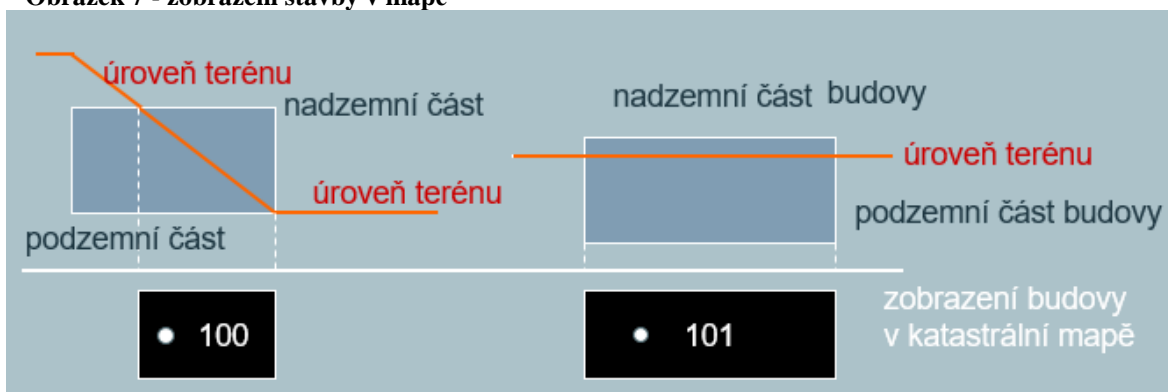 Obrázek 7 - zobrazení stavby v mapě
úroveň terénu
nadzemní část
úroveň terénu
podzemní část
nadzemní část budovy
úroveň terénu
podzemní část budovy
100
101
zobrazení budovy
v katastrální mapě